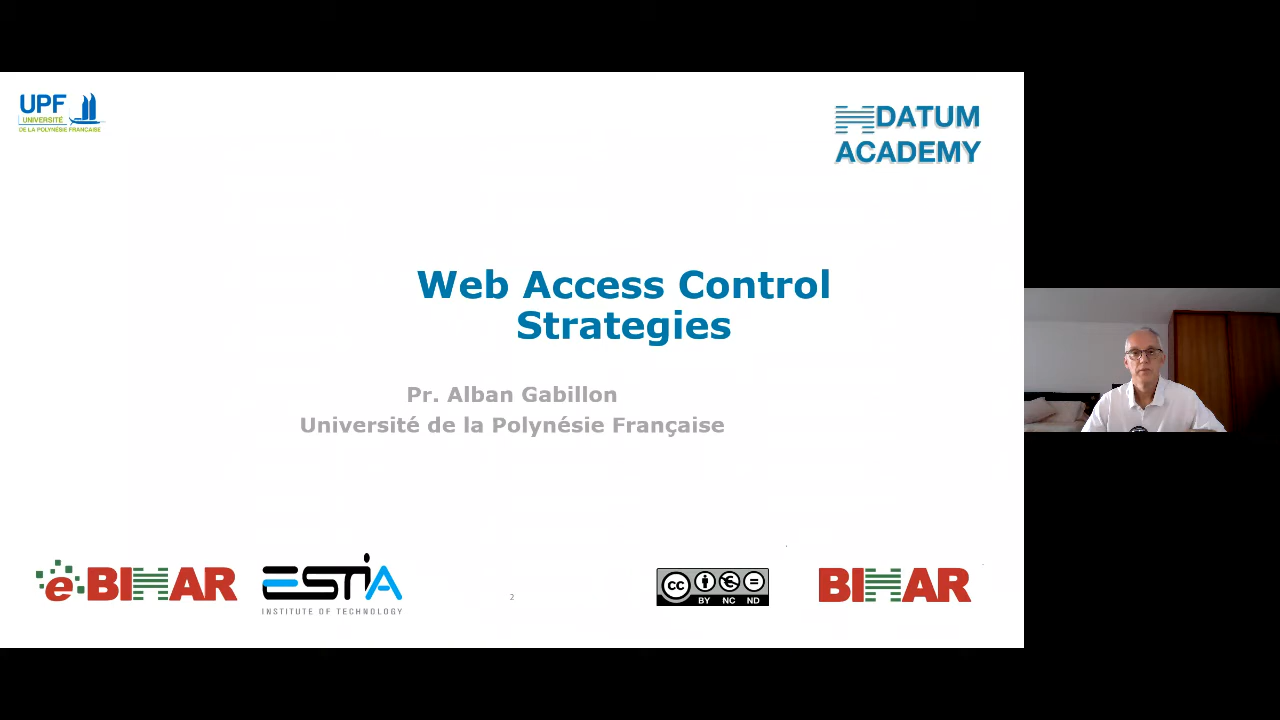 UPF
UNIVERSITÉ
DE LA POLYNÉSIE FRANÇAISE
DATUM
ACADEMY
Web Access Control
Strategies
Pr. Alban Gabillon
Université de la Polynésie Française
e-BIHAR
ESTIA
INSTITUTE OF TECHNOLOGY
2
cc
BY NC ND
BIHAR